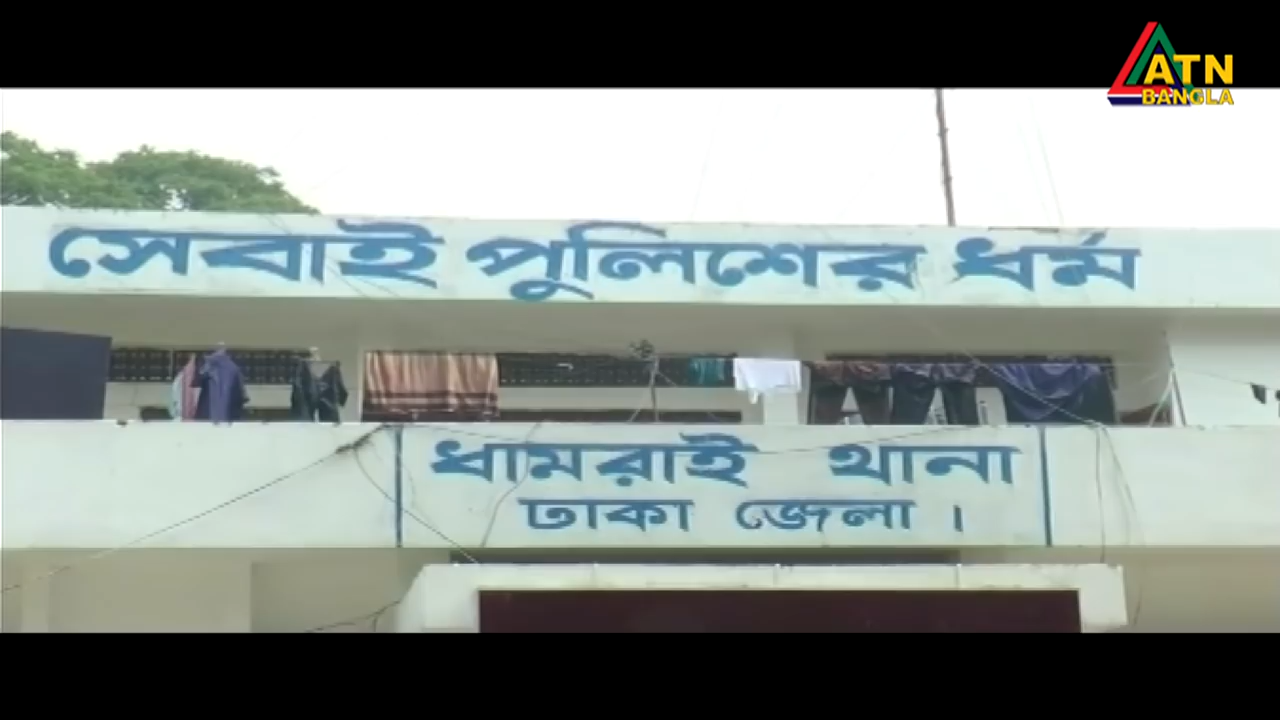 ATN
BANGLA
সেবাই পুলিশের ধর্ম
ধামরাই থানা
ঢাকা জেলা।